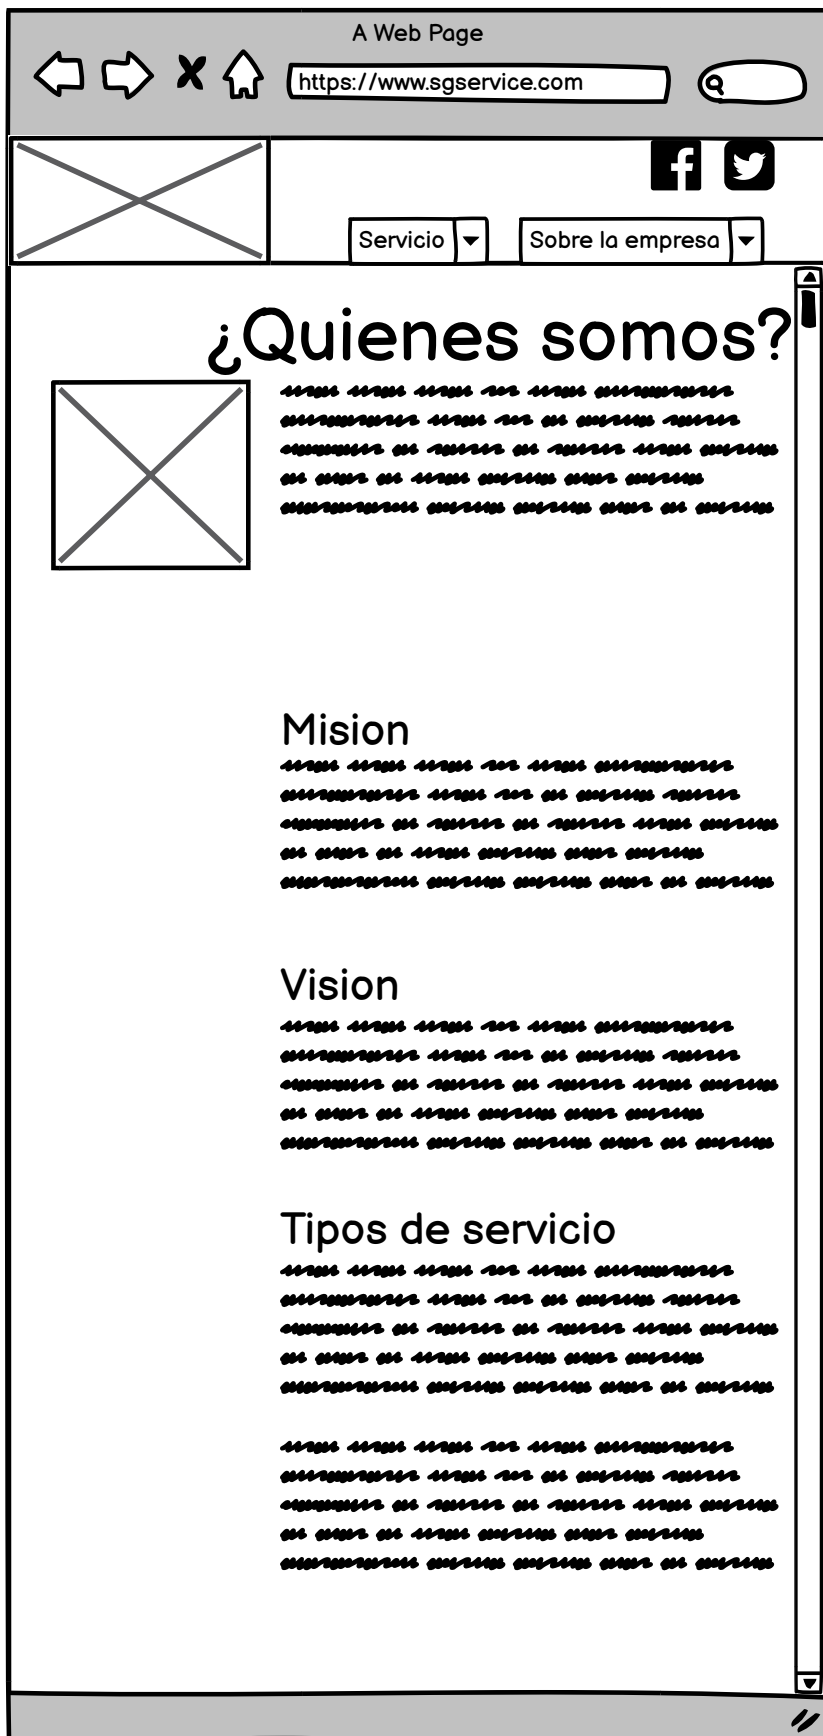 A Web Page
https://www.sgservice.com
Servicio
Sobre la empresa
¿Quienes somos?
Mision
Vision
Tipos de servicio